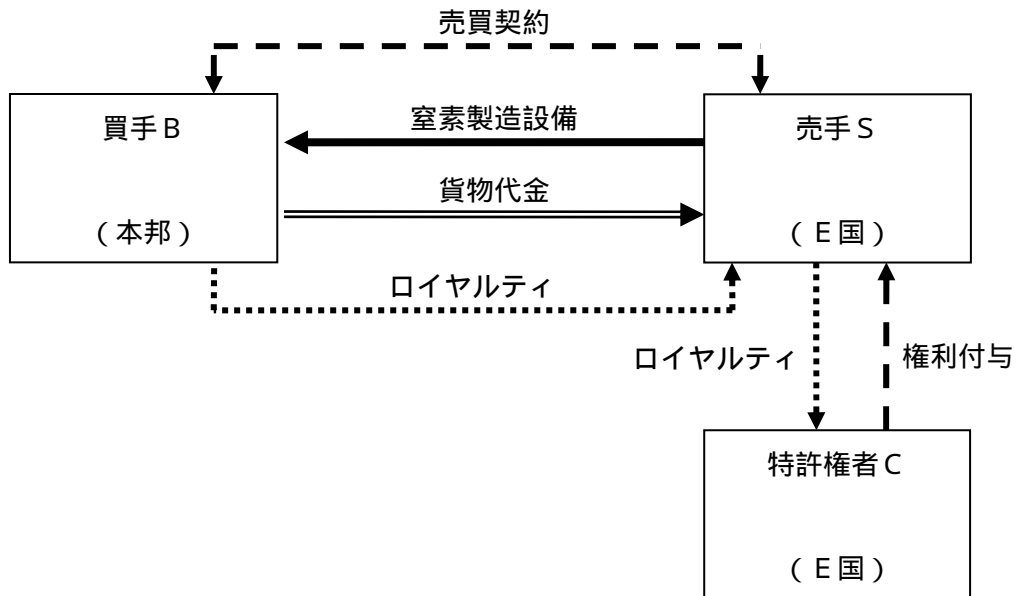 売買契約
買手Ｂ
（本邦）
窒素製造設備
貨物代金
売手Ｓ
（Ｅ国）
ロイヤルティ
ロイヤルティ
権利付与
特許権者Ｃ
（Ｅ国）